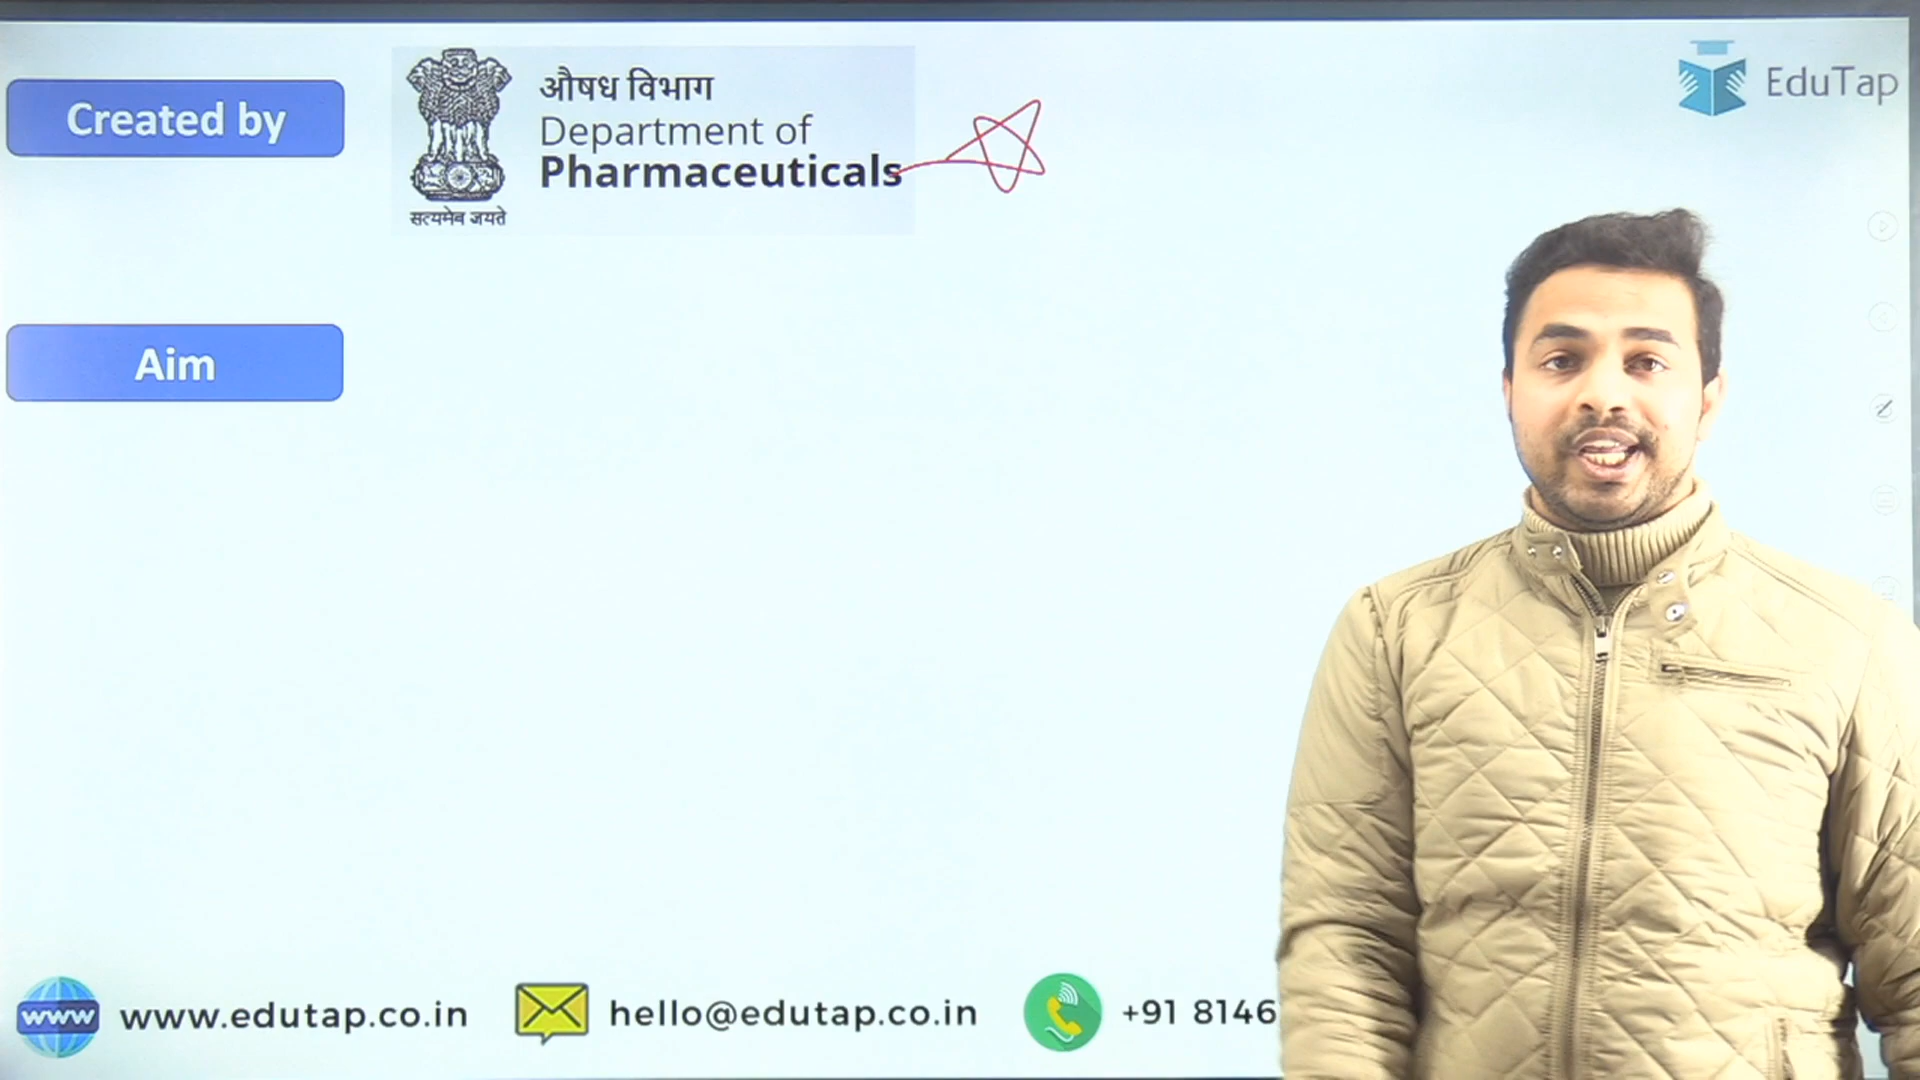 Created by
औषध विभाग
Department of
Pharmaceuticals
सत्यमेव जयते
EduTap
Aim
www
www.edutap.co.in
hello@edutap.co.in
+91 8146